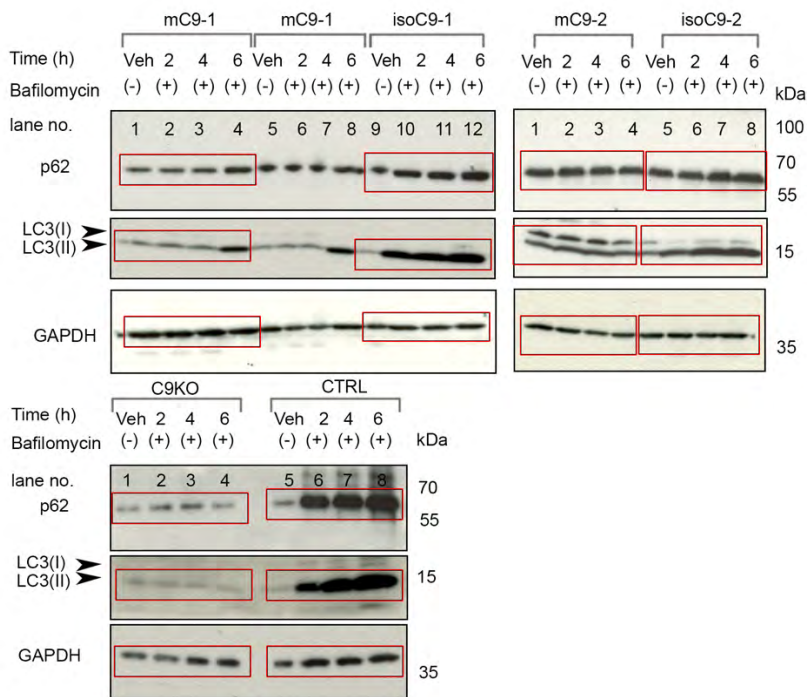 mC9-1 mC9-1 isoC9-1 mC9-2 isoC9-2
Time (h) Veh 2 4 6 Veh 2 4 6 Veh 2 4 6 Veh 2 4 6 Veh 2 4 6
Bafilomycin (-) (+) (+) (+) (-) (+) (+) (+) (-) (+) (+) (+) (-) (+) (+) (+) (-) (+) (+) (+) kDa
lane no. 1 2 3 4 5 6 7 8 9 10 11 12 1 2 3 4 5 6 7 8 100
p62 70
55
LC3(I)
LC3(II) 15
GAPDH 35
C9KO CTRL
Time (h) Veh 2 4 6 Veh 2 4 6
Bafilomycin (-) (+) (+) (+) (-) (+) (+) (+) kDa
lane no. 1 2 3 4 5 6 7 8 70
p62 55
LC3(I)
LC3(II) 15
GAPDH 35